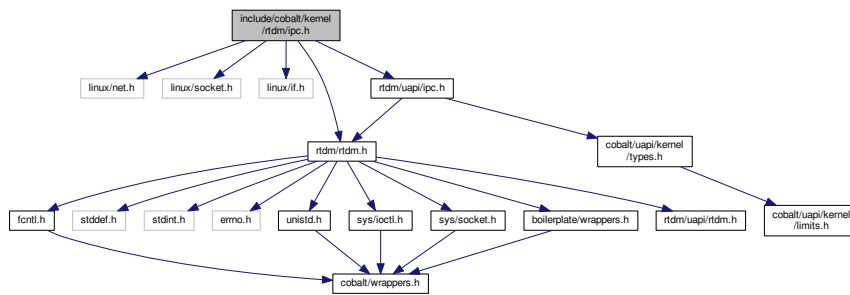 include/cobalt/kernel
/rtdm/ipc.h
linux/net.h
linux/socket.h
linux/if.h
rtdm/uapi/ipc.h
rtdm/rtdm.h
cobalt/uapi/kernel
/types.h
fcntl.h
stddef.h
stdint.h
errno.h
unistd.h
sys/ioctl.h
sys/socket.h
boilerplate/wrappers.h
rtdm/uapi/rtdm.h
cobalt/uapi/kernel
/limits.h
cobalt/wrappers.h